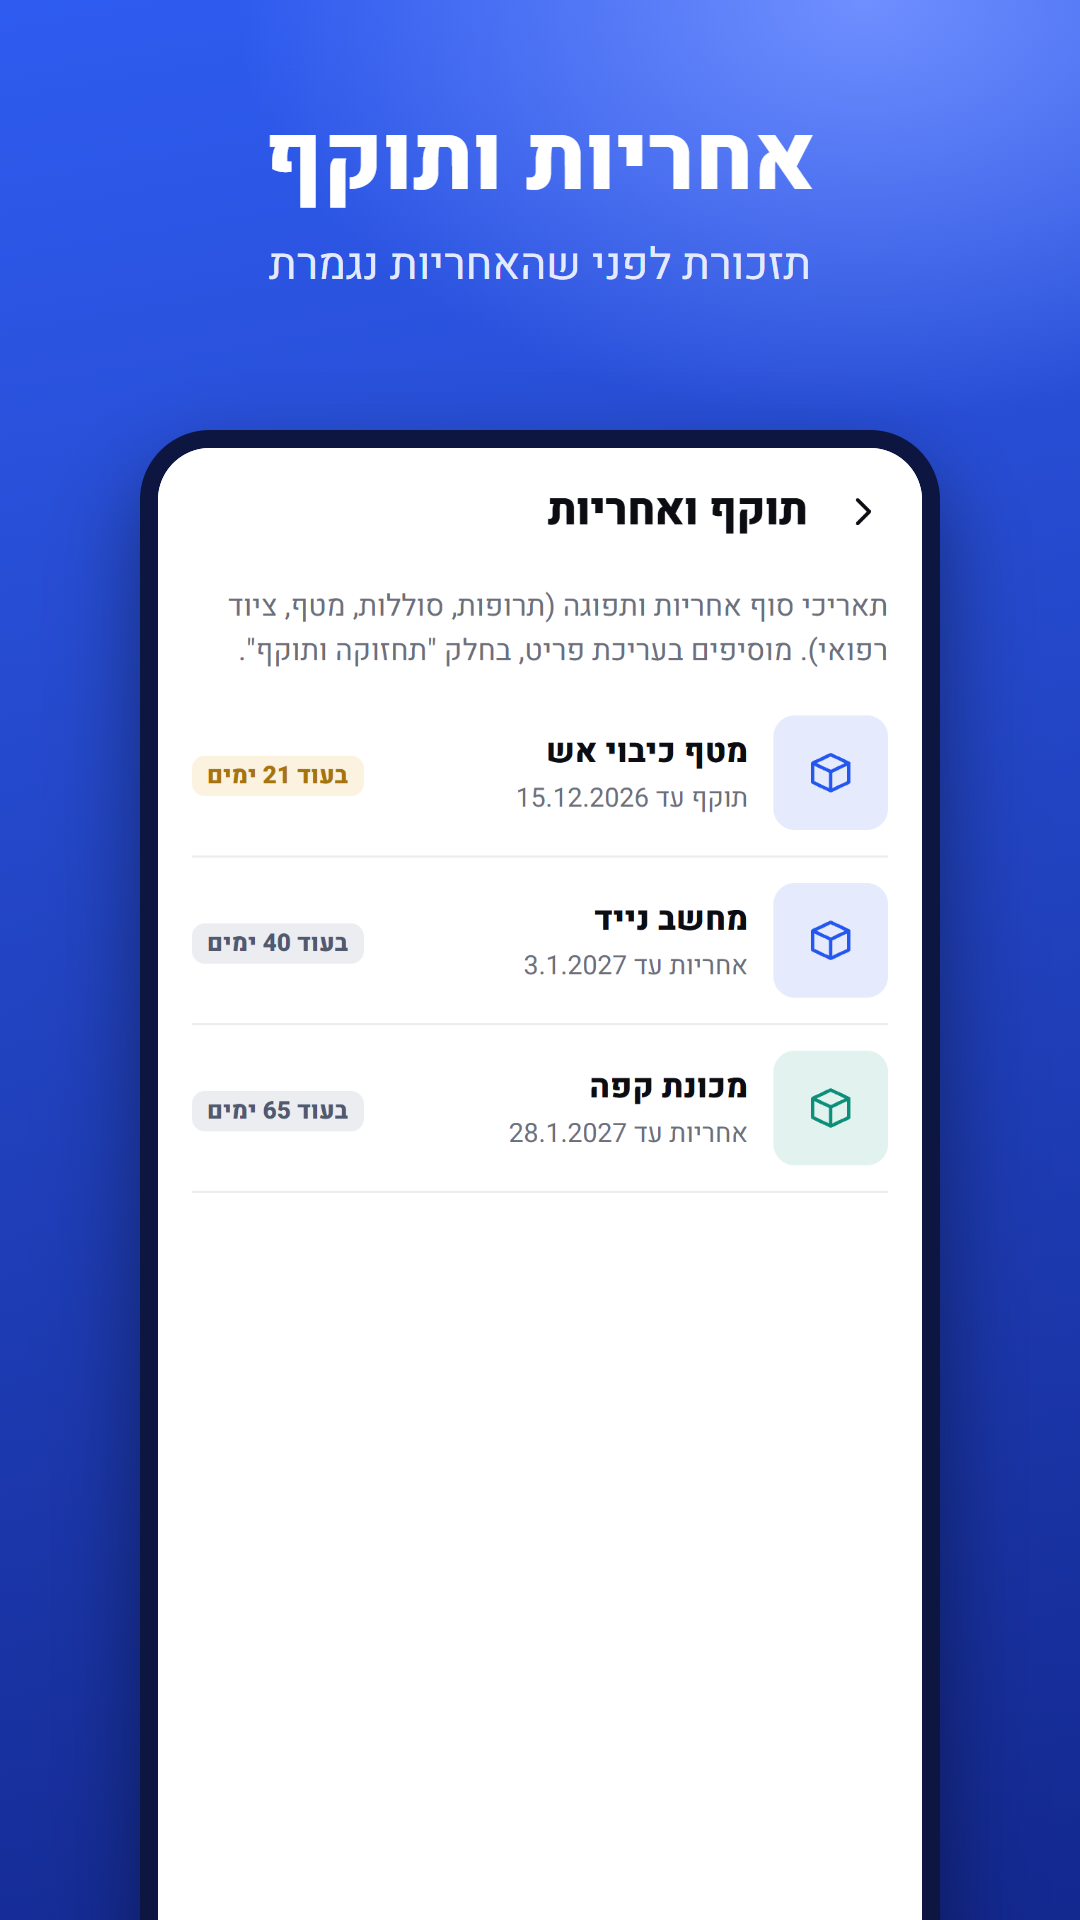 אחריות ותוקף
תזכורת לפני שהאחריות נגמרת
תוקף ואחריות
תאריכי סוף אחריות ותפוגה (תרופות, סוללות, מטף, ציוד
רפואי). מוסיפים בעריכת פריט, בחלק "תחזוקה ותוקף".
מטף כיבוי אש
תוקף עד 15.12.2026
בעוד 21 ימים
מחשב נייד
אחריות עד 3.1.2027
בעוד 40 ימים
מכונת קפה
אחריות עד 28.1.2027
בעוד 65 ימים